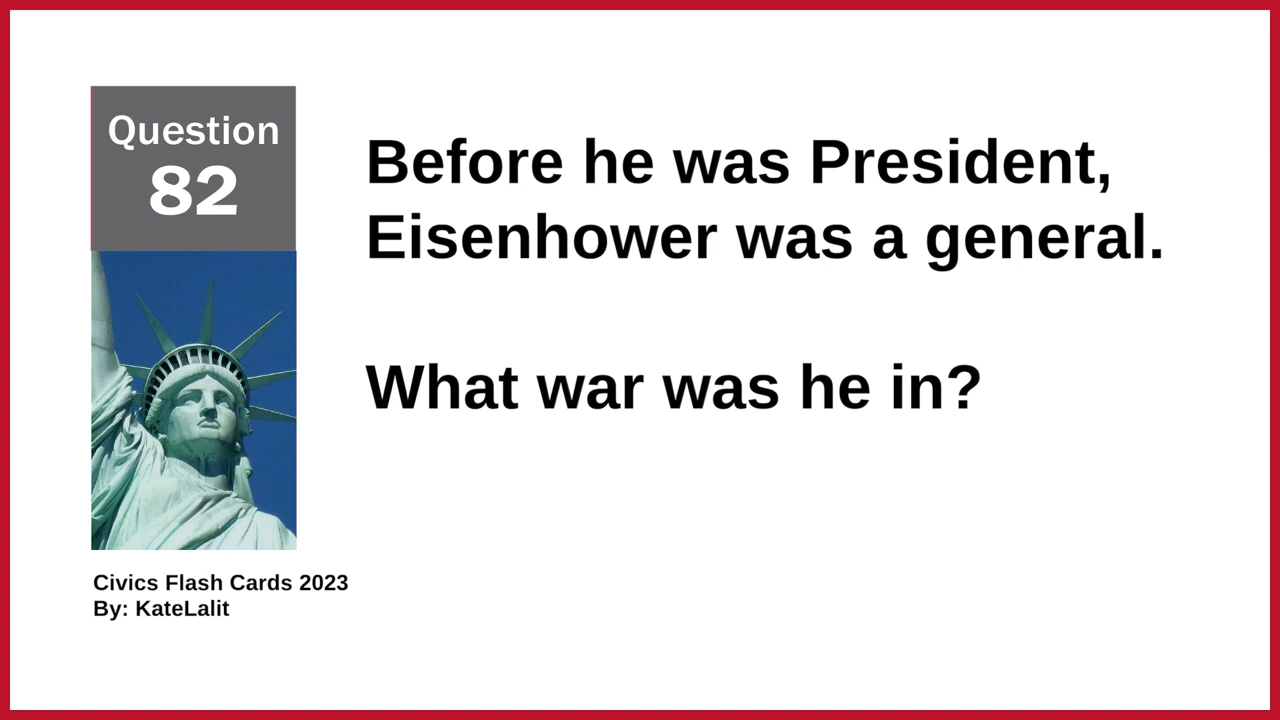 Question
82
Before he was President,
Eisenhower was a general.
What war was he in?
Civics Flash Cards 2023
By: KateLalit